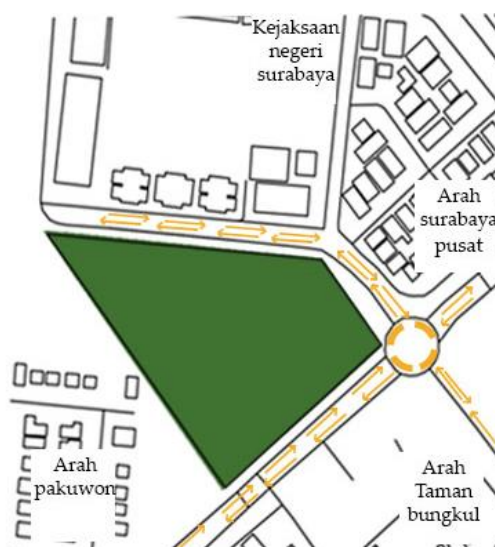 Kejaksaan
negeri
surabaya
Arah
surabaya
pusat
Arah
pakuwon
Arah
Taman
bungkul